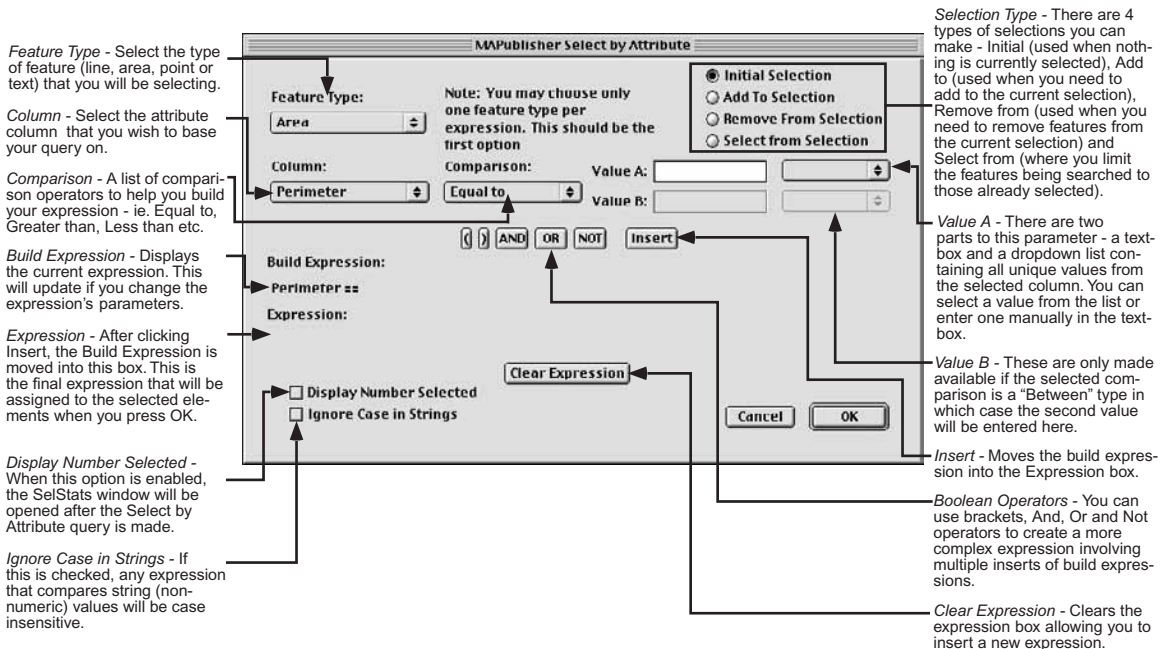 Feature Type - Select the type
of feature (line, area, point or
text) that you will be selecting.
Column - Select the attribute
column that you wish to base
your query on.
Comparison - A list of compari-
son operators to help you build
your expression - ie. Equal to,
Greater than, Less than etc.
Build Expression - Displays
the current expression. This
will update if you change the
expression's parameters.
Expression - After clicking
Insert, the Build Expression is
moved into this box. This is
the final expression that will be
assigned to the selected ele-
ments when you press OK.
Display Number Selected -
When this option is enabled,
the SelStats window will be
opened after the Select by
Attribute query is made.
Ignore Case in Strings - If
this is checked, any expression
that compares string (non-
numeric) values will be case
insensitive.
MAPublisher Select by Attribute
Feature Type:
Area
Note: You may choose only
one feature type per
expression. This should be the
first option
Initial Selection
Add To Selection
Remove From Selection
Select from Selection
Column:
Perimeter
Comparison:
Equal to
Value A:
Value B:
( ) AND OR NOT Insert
Build Expression:
Perimeter ==
Expression:
Clear Expression
Display Number Selected
Ignore Case in Strings
Cancel OK
Selection Type - There are 4
types of selections you can
make - Initial (used when noth-
ing is currently selected), Add
to (used when you need to
add to the current selection),
Remove from (used when you
need to remove features from
the current selection) and
Select from (where you limit
the features being searched to
those already selected).
Value A - There are two
parts to this parameter - a text-
box and a dropdown list con-
taining all unique values from
the selected column. You can
select a value from the list or
enter one manually in the text-
box.
Value B - These are only made
available if the selected com-
parison is a “Between” type in
which case the second value
will be entered here.
Insert - Moves the build expres-
sion into the Expression box.
Boolean Operators - You can
use brackets, And, Or and Not
operators to create a more
complex expression involving
multiple inserts of build expres-
sions.
Clear Expression - Clears the
expression box allowing you to
insert a new expression.